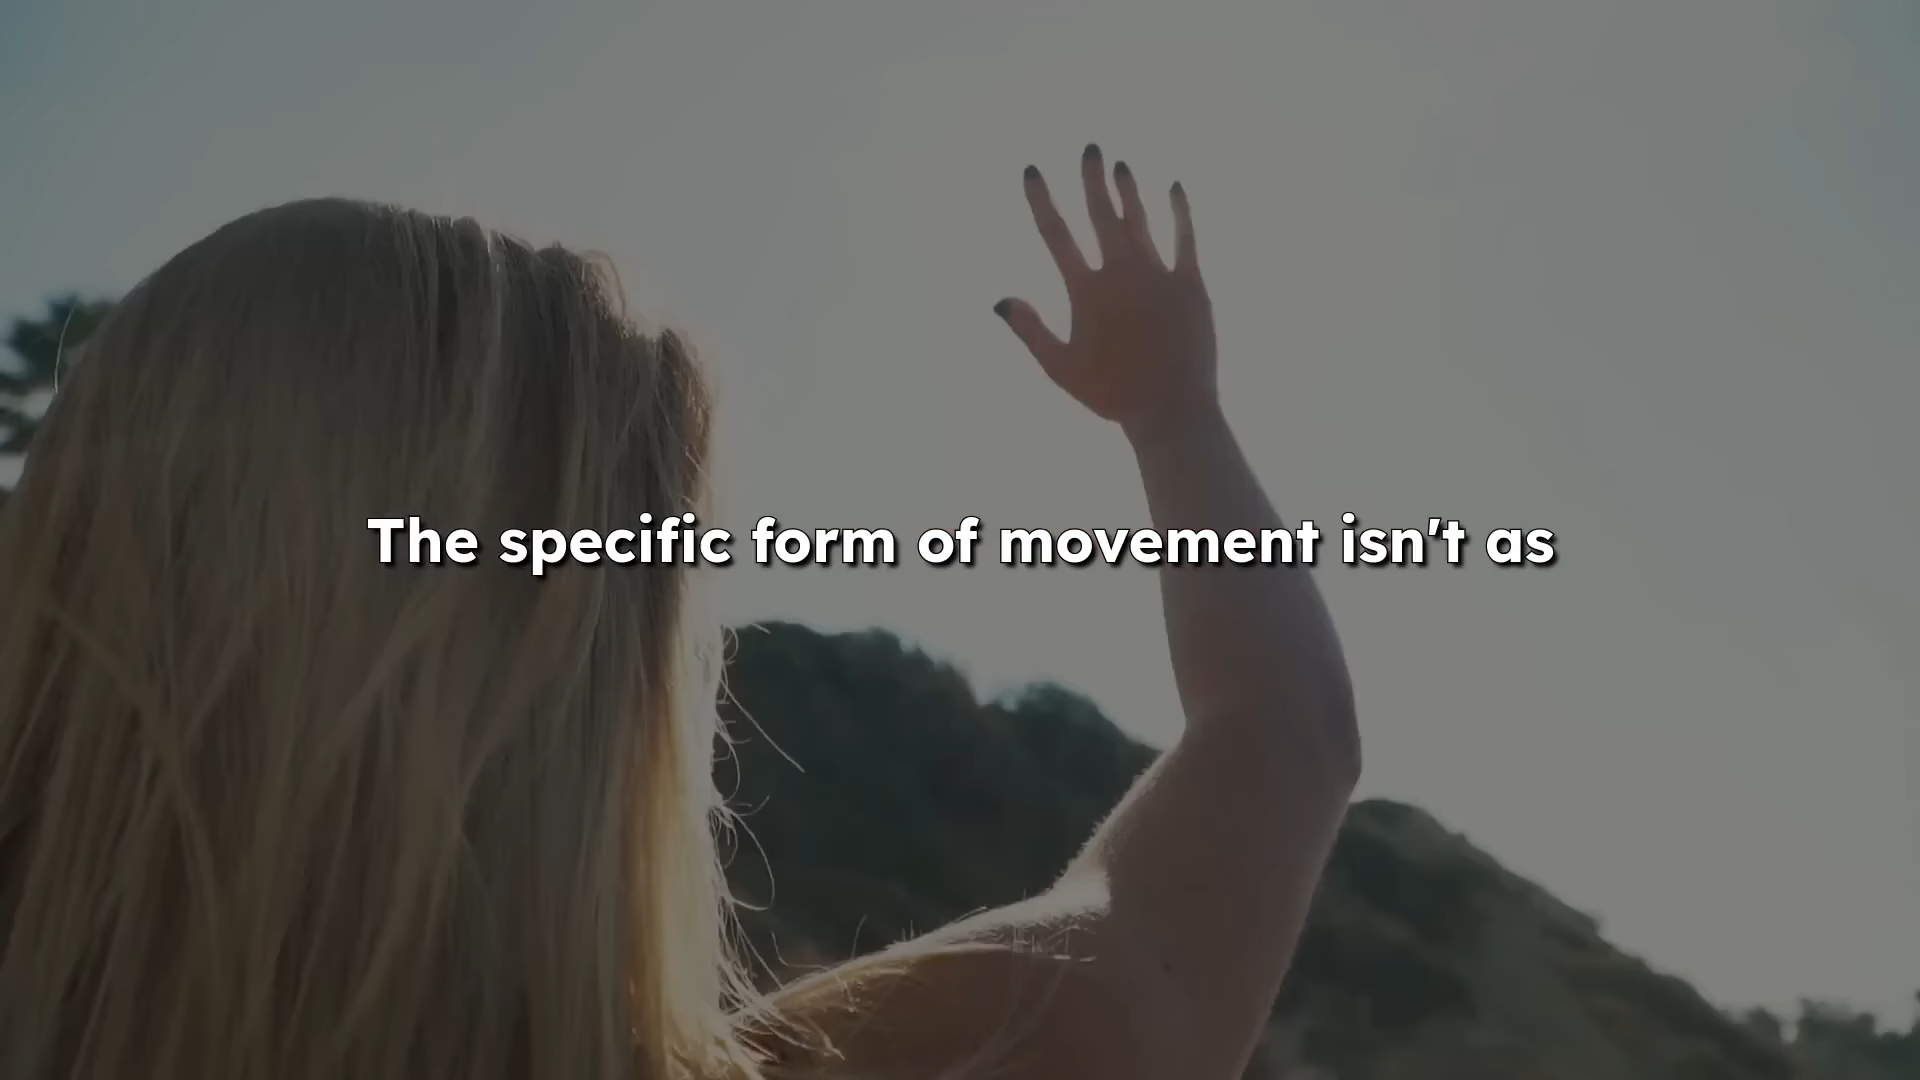 The specific form of movement isn't as